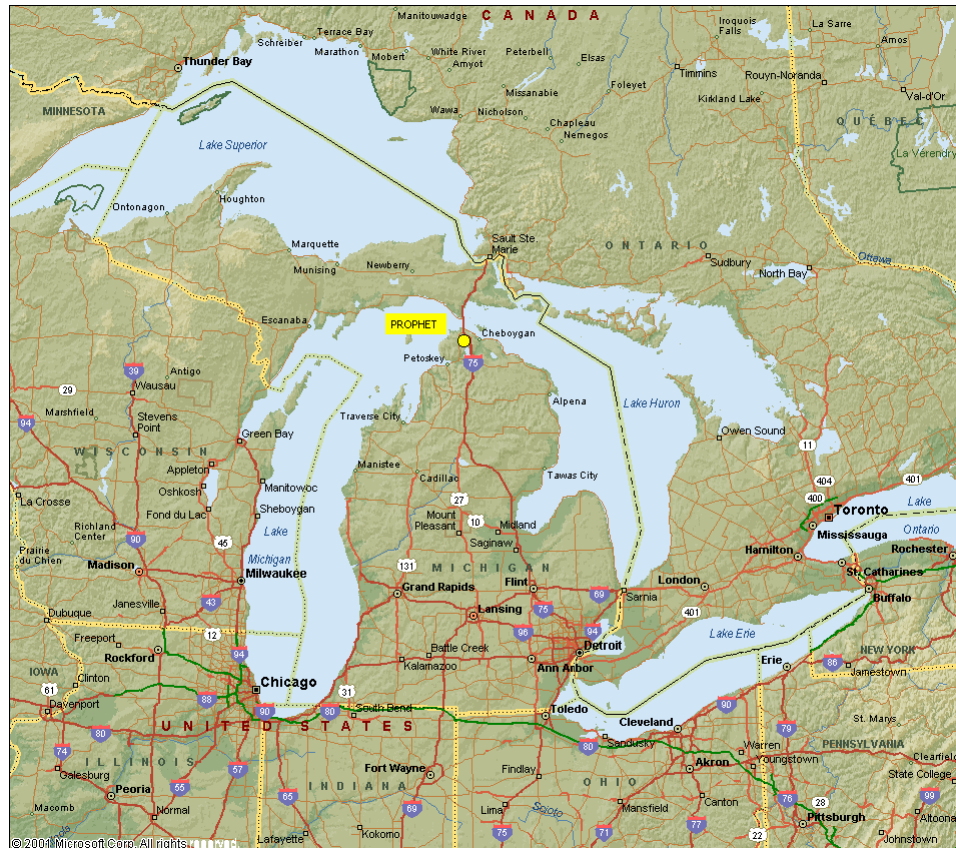 CANADA
Manitouwadge
Iroquois
Falls
La Sarre
Schreiber
Terrace Bay
Marathon
Mobert
White River
Amyot
Peterbell
Elsas
Amos
Thunder Bay
Timmins
Rouyn-Noranda
Missanabie
Foleyet
Val-d'Or
MINNESOTA
Wawa
Nicholson
Kirkland Lake
Chapleau
Nemegos
QUÉBEC
Lake Superior
La Vérendry
Houghton
Ontonagon
Marquette
Munising
Newberry
Sault Ste
Marie
ONTARIO
Sudbury
North Bay
Ottawa
Escanaba
PROPHET
Cheboygan
Petoskey
75
39
Antigo
Wausau
29
Marshfield
Stevens
Point
94
Traverse City
Alpena
Lake Huron
Owen Sound
Green Bay
WISCONSIN
Appleton
Manistee
Cadillac
Tawas City
11
404
401
400
La Crosse
Oshkosh
Manitowoc
Fond du Lac
Sheboygan
27
Mount
Pleasant
10
Midland
Saginaw
Toronto
Lake
Ontario
Mississauga
Richland
Center
90
45
Lake
Michigan
Prairie
du Chien
Madison
Milwaukee
131
MICHIGAN
Hamilton
Rochester
St. Catharines
Grand Rapids
Flint
London
Sarnia
Buffalo
Dubuque
Janesville
43
Lansing
75
69
401
Freeport
12
96
94
Detroit
Lake Erie
Rockford
94
Battle Creek
Kalamazoo
Ann Arbor
Erie
NEW YORK
86
Jamestown
IOWA
Clinton
61
Davenport
Chicago
88
90
31
80
South Bend
Toledo
Cleveland
90
St. Marys
UNITED STATES
80
80
Sandusky
79
74
ILLINOIS
57
Fort Wayne
Findlay
Akron
Warren
Youngstown
PENNSYLVANIA
Clearfield
Galesburg
55
INDIANA
OHIO
State College
Peoria
65
69
Lima
Mansfield
Canton
76
28
99
Macomb
Normal
Scioto
Altoona
Lafayette
Kokomo
75
71
77
22
Pittsburgh
Johnstown
© 2001 Microsoft Corp. All rights reserved.